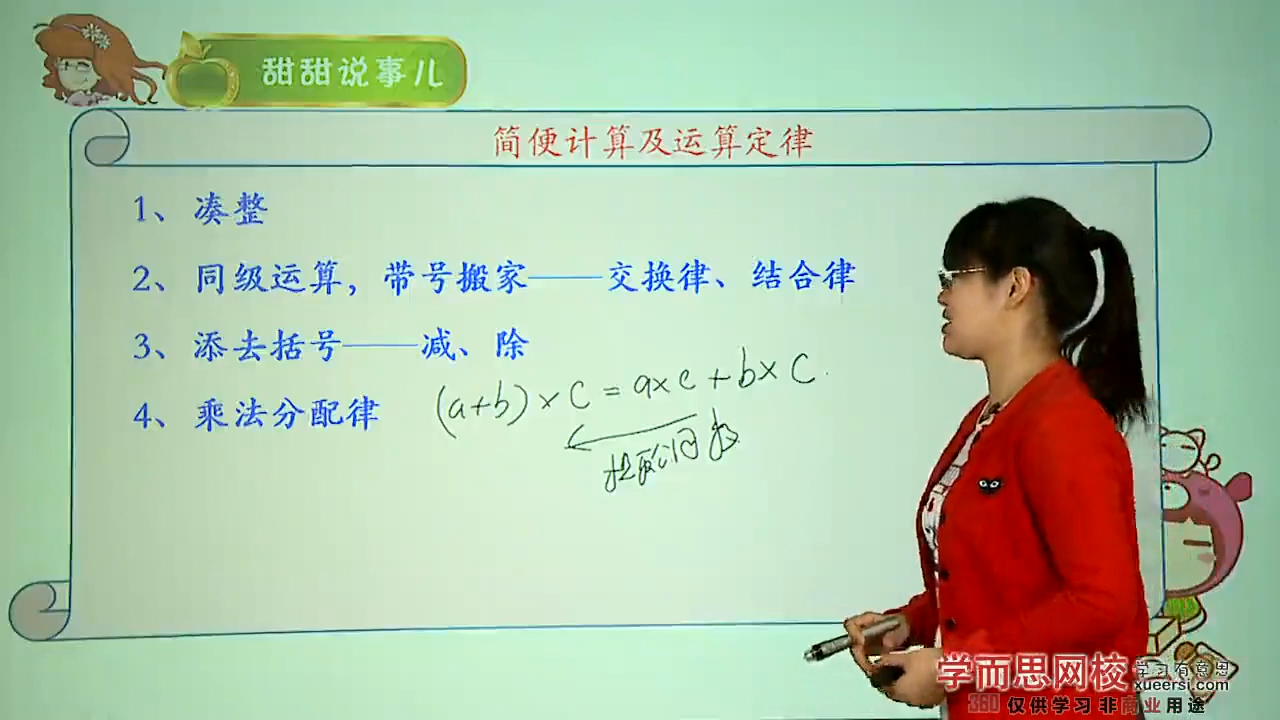 甜甜说事儿
简便计算及运算定律
1、凑整
2、同级运算，带号搬家——交换律、结合律
3、添去括号——减、除
4、乘法分配律 (a+b)×c=a×c+b×c.
学而思网校 学习有意思
xueersi.com
360 仅供学习 非商业用途